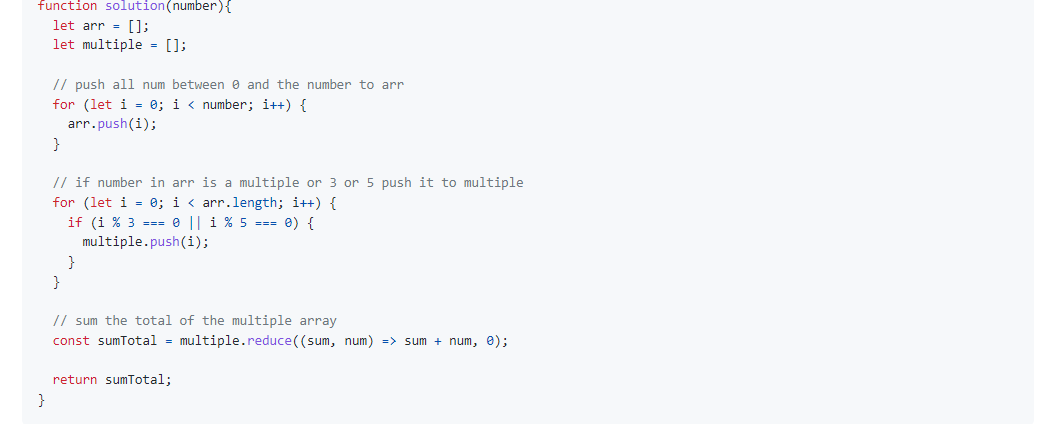 function solution(number){
  let arr = [];
  let multiple = [];

  // push all num between 0 and the number to arr
  for (let i = 0; i < number; i++) {
    arr.push(i);
  }

  // if number in arr is a multiple or 3 or 5 push it to multiple
  for (let i = 0; i < arr.length; i++) {
    if (i % 3 === 0 || i % 5 === 0) {
      multiple.push(i);
    }
  }

  // sum the total of the multiple array
  const sumTotal = multiple.reduce((sum, num) => sum + num, 0);

  return sumTotal;
}